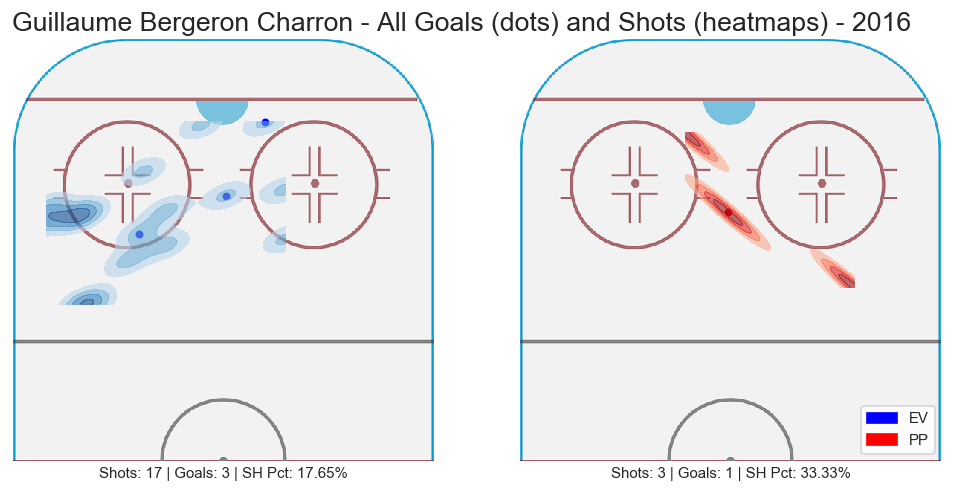 Guillaume Bergeron Charron - All Goals (dots) and Shots (heatmaps) - 2016
EV
PP
Shots: 17 | Goals: 3 | SH Pct: 17.65%
Shots: 3 | Goals: 1 | SH Pct: 33.33%